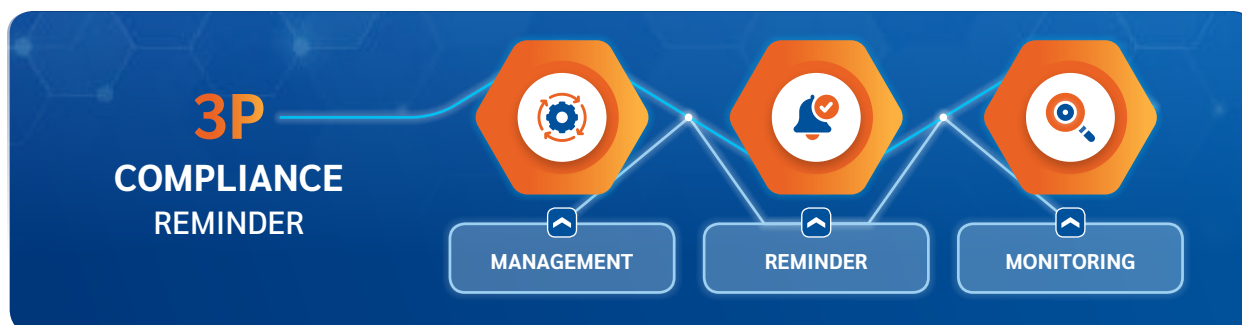 3P
COMPLIANCE
REMINDER
MANAGEMENT
REMINDER
MONITORING